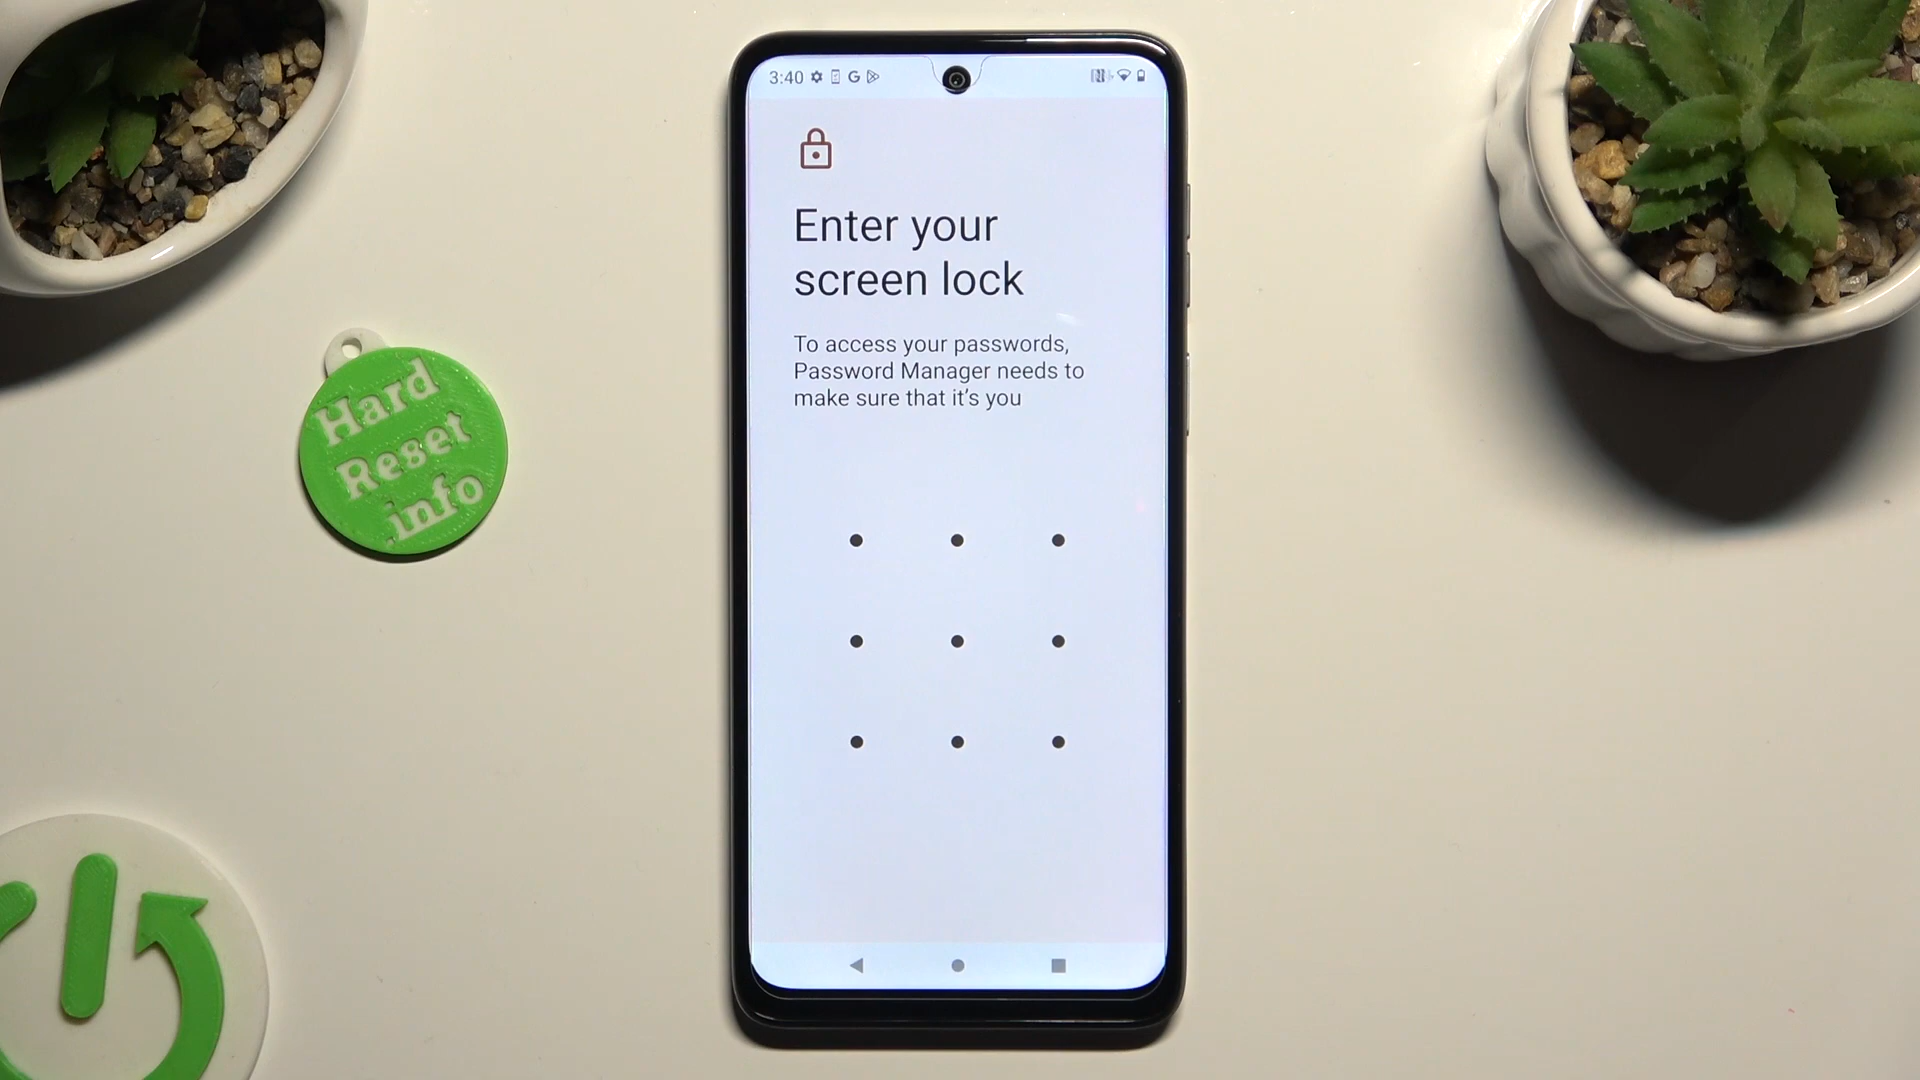 3:40
G
Enter your
screen lock
To access your passwords,
Password Manager needs to
make sure that it's you
Hard
Reset
.info